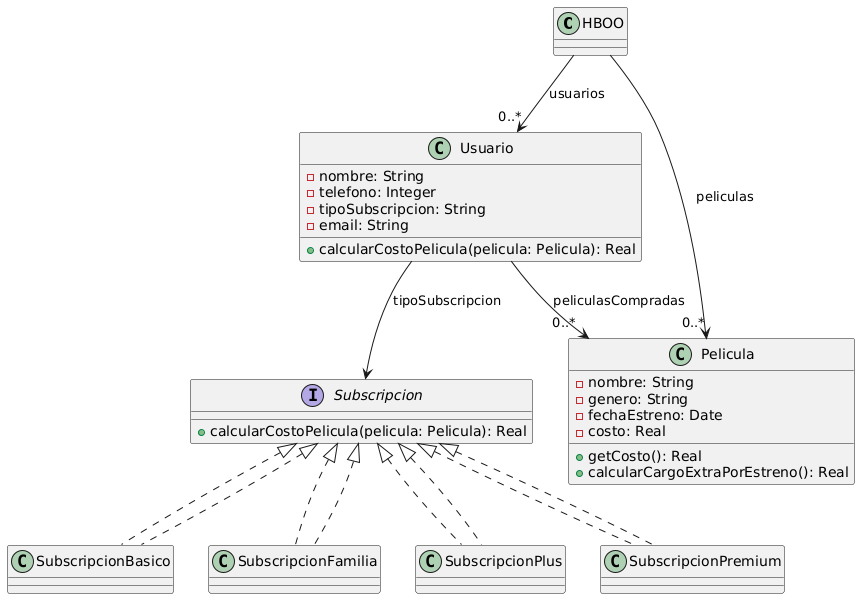 C HBOO
usuarios
0..*
peliculas
C Usuario
nombre: String
telefono: Integer
tipoSubscripcion: String
email: String
calcularCostoPelicula(pelicula: Pelicula): Real
tipoSubscripcion
peliculasCompradas
0..*
0..*
C Pelicula
nombre: String
genero: String
fechaEstreno: Date
costo: Real
getCosto(): Real
calcularCargoExtraPorEstreno(): Real
I Subscripcion
calcularCostoPelicula(pelicula: Pelicula): Real
C SubscripcionBasico
C SubscripcionFamilia
C SubscripcionPlus
C SubscripcionPremium